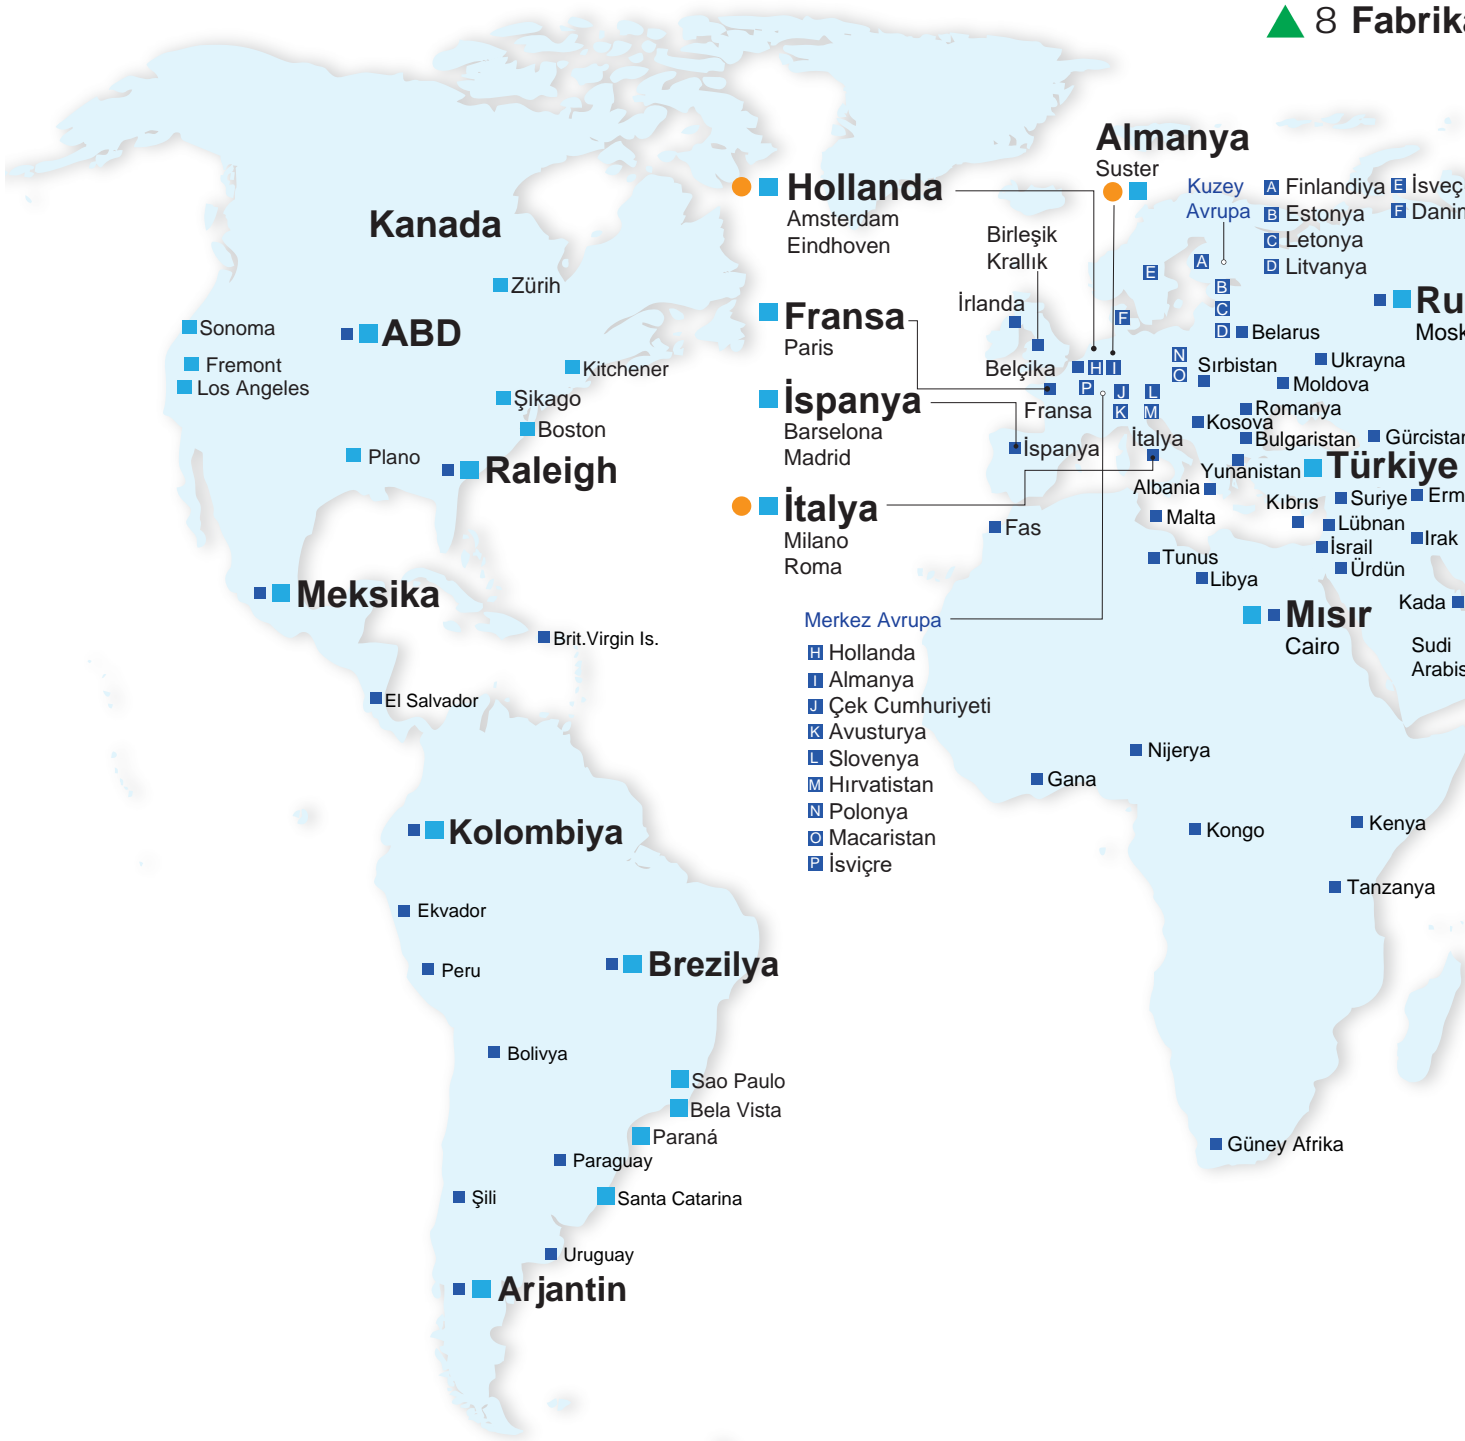 8 Fabrika
Almanya
Suster
Hollanda
Amsterdam
Eindhoven
Kuzey
Avrupa
A Finlandiya
B Estonya
C Letonya
D Litvanya
E İsveç
F Danim
Kanada
Birleşik
Krallık
Zürih
E
A
B
C
D
F
İrlanda
Fransa
Paris
Ru
Mosk
Sonoma
ABD
Belarus
Fremont
Los Angeles
Kitchener
Belçika
H
I
N
O
P
J
K
L
M
Sırbistan
Ukrayna
Moldova
Şikago
Boston
İspanya
Barselona
Madrid
Fransa
Romanya
Kosova
Bulgaristan
Gürcistan
İtalya
İspanya
Plano
Raleigh
Yunanistan
Türkiye
Albania
Kıbrıs
Suriye
Erm
İtalya
Milano
Roma
Fas
Malta
Lübnan
Irak
İsrail
Tunus
Ürdün
Libya
Meksika
Kada
Mısır
Cairo
Sudi
Arabis
Brit.Virgin Is.
Merkez Avrupa
H Hollanda
I Almanya
J Çek Cumhuriyeti
K Avusturya
L Slovenya
M Hırvatistan
N Polonya
O Macaristan
P İsviçre
El Salvador
Nijerya
Gana
Kolombiya
Kongo
Kenya
Tanzanya
Ekvador
Peru
Brezilya
Bolivya
Sao Paulo
Bela Vista
Paraná
Paraguay
Güney Afrika
Şili
Santa Catarina
Uruguay
Arjantin